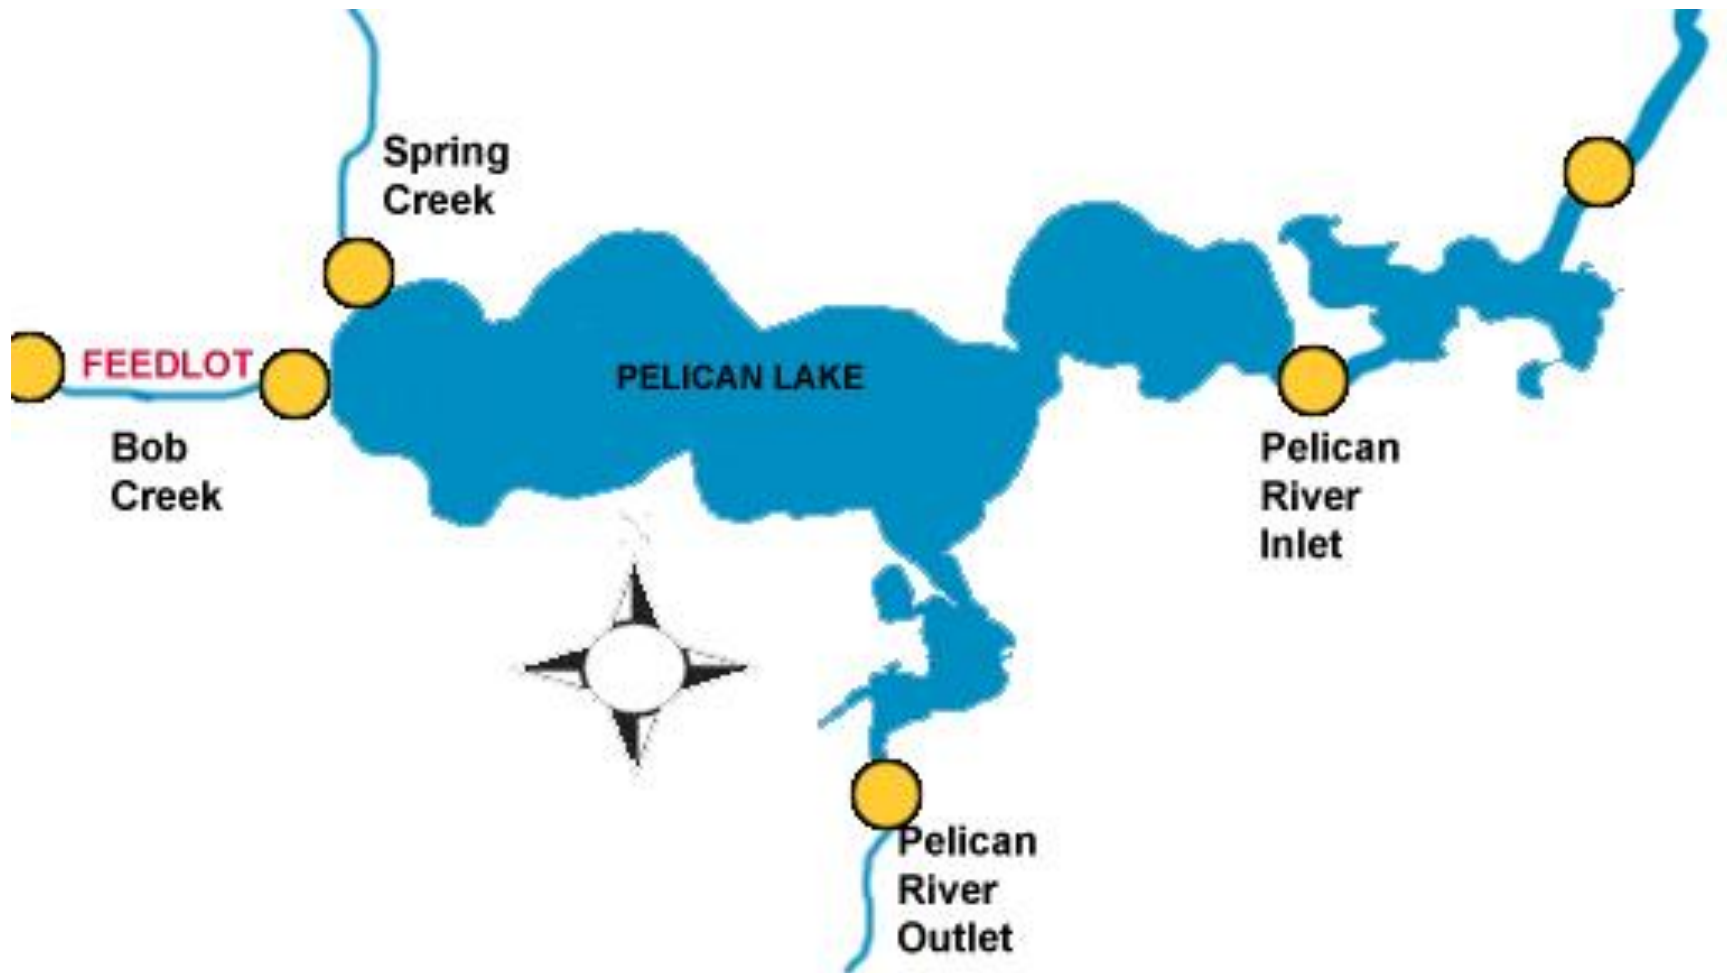 Spring
Creek
FEEDLOT
PELICAN LAKE
Bob
Creek
Pelican
River
Inlet
Pelican
River
Outlet